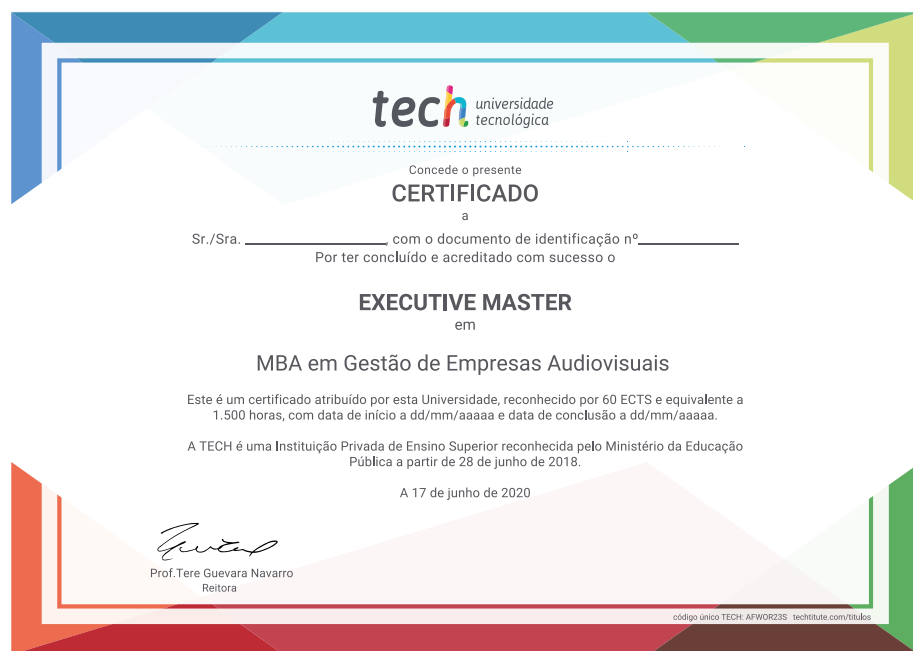 tech universidade
tecnológica
Concede o presente
CERTIFICADO
a
Sr./Sra. ________________, com o documento de identificação nº____________
Por ter concluído e acreditado com sucesso o
EXECUTIVE MASTER
em
MBA em Gestão de Empresas Audiovisuais
Este é um certificado atribuído por esta Universidade, reconhecido por 60 ECTS e equivalente a
1.500 horas, com data de início a dd/mm/aaaaa e data de conclusão a dd/mm/aaaaa.
A TECH é uma Instituição Privada de Ensino Superior reconhecida pelo Ministério da Educação
Pública a partir de 28 de junho de 2018.
A 17 de junho de 2020
Prof.Tere Guevara Navarro
Reitora
código único TECH: AFWOR23S techtitute.com/titulos